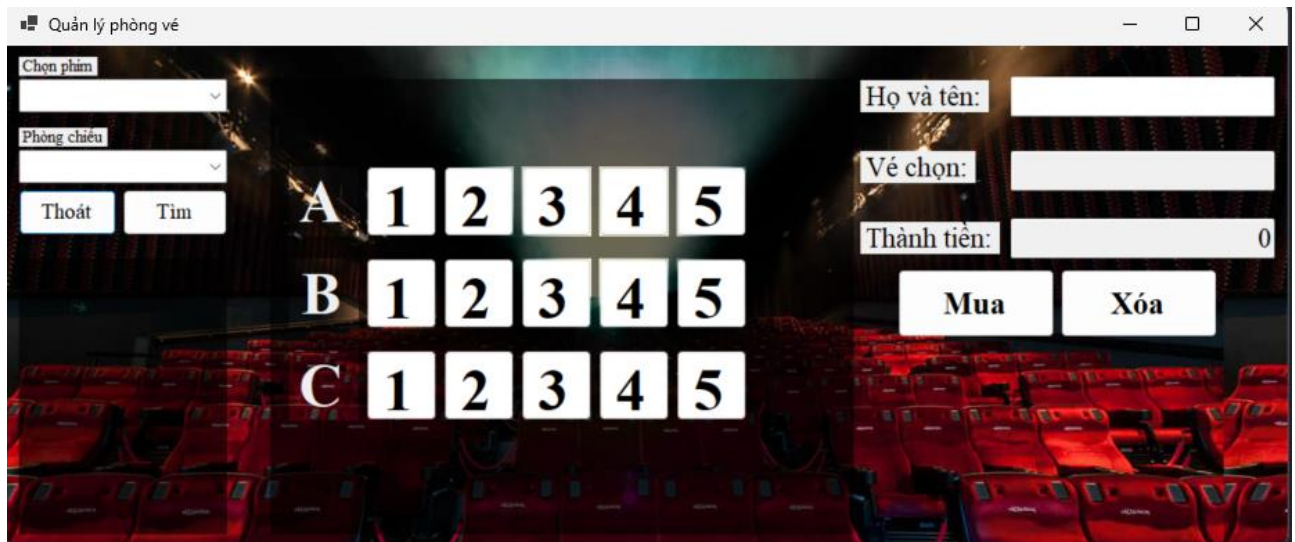 Quản lý phòng vé
Chọn phim
Phòng chiếu
Thoát Tìm
A 1 2 3 4 5
B 1 2 3 4 5
C 1 2 3 4 5
Họ và tên:
Vé chọn:
Thành tiền: 0
Mua Xóa